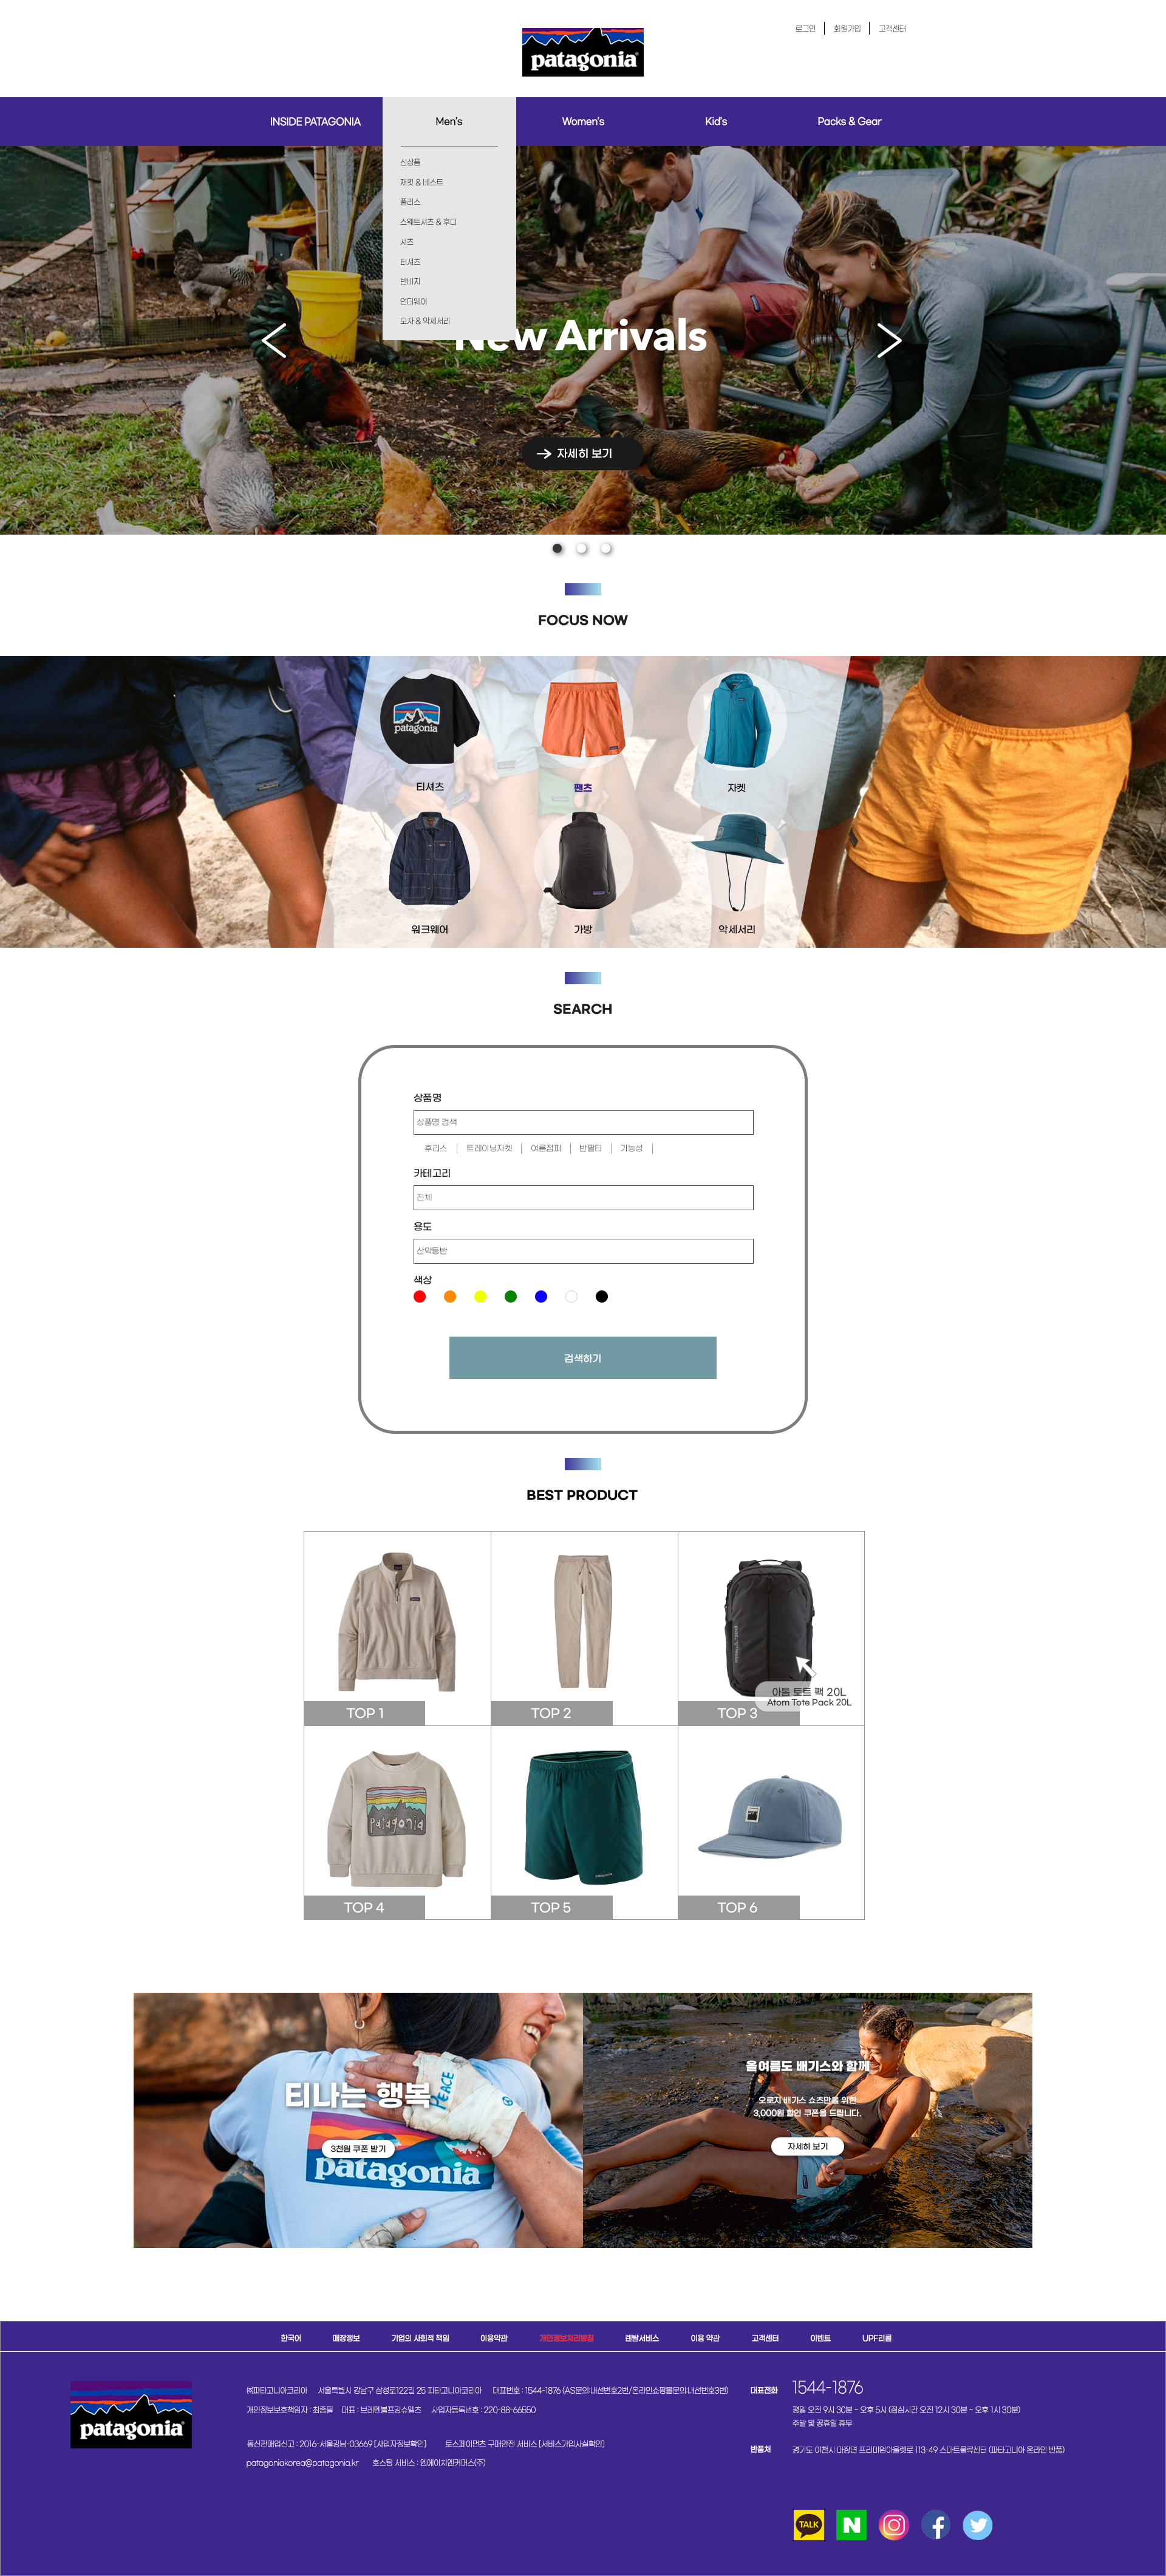 로그인 회원가입 고객센터
patagonia®
INSIDE PATAGONIA Men's Women's Kid's Packs & Gear
신상품
재킷 & 베스트
플리스
스웨트셔츠 & 후디
셔츠
티셔츠
반바지
언더웨어
모자 & 악세서리
New Arrivals
자세히 보기
FOCUS NOW
patagonia
티셔츠 팬츠 자켓
워크웨어 가방 악세서리
SEARCH
상품명
상품명 검색
후리스 트레이닝자켓 여름점퍼 반팔티 기능성
카테고리
전체
용도
산악등반
색상
검색하기
BEST PRODUCT
아톰 토트 팩 20L
Atom Tote Pack 20L
TOP 1 TOP 2 TOP 3
Patagonia
TOP 4 TOP 5 TOP 6
PEACE
티나는 행복
3천원 쿠폰 받기
patagonia®
올여름도 배기스와 함께
오로지 배기스 쇼츠만을 위한
3,000원 할인 쿠폰을 드립니다.
자세히 보기
한국어 매장정보 기업의 사회적 책임 이용약관 개인정보처리방침 렌탈서비스 이용 약관 고객센터 이벤트 UPF리콜
patagonia®
㈜파타고니아코리아 서울특별시 강남구 삼성로122길 25 파타고니아코리아 대표번호 : 1544-1876 (AS문의:내선번호2번/온라인쇼핑몰문의:내선번호3번)
개인정보보호책임자 : 최종필 대표 : 브레멘불프강슈멜츠 사업자등록번호 : 220-88-66550
통신판매업신고 : 2016-서울강남-03669 [사업자정보확인] 토스페이먼츠 구매안전 서비스 [서비스가입사실확인]
patagoniakorea@patagonia.kr 호스팅 서비스 : 엔에이치엔커머스(주)
대표전화 1544-1876
평일 오전 9시 30분 ~ 오후 5시 (점심시간 오전 12시 30분 ~ 오후 1시 30분)
주말 및 공휴일 휴무
반품처 경기도 이천시 마장면 프리미엄아울렛로 113-49 스마트물류센터 (파타고니아 온라인 반품)
TALK N